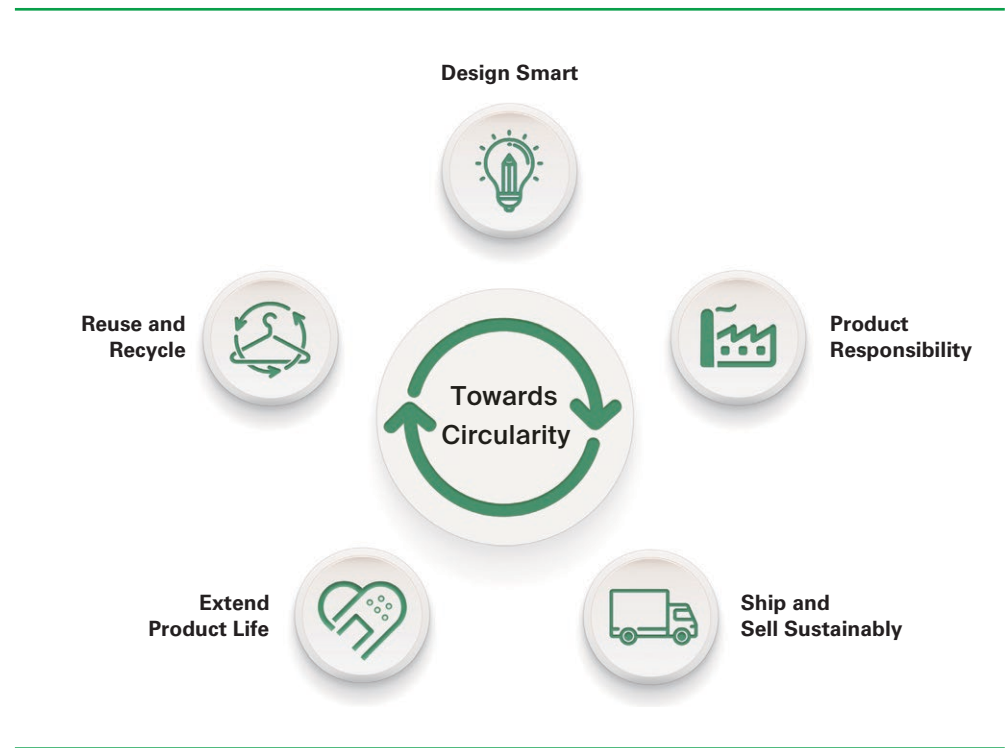 Design Smart
Reuse and
Recycle
Product
Responsibility
Towards
Circularity
Extend
Product Life
Ship and
Sell Sustainably